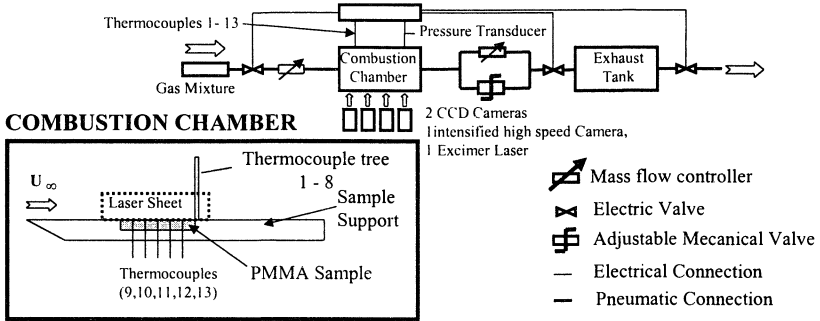 Thermocouples 1- 13
Pressure Transducer
Combustion
Chamber
Exhaust
Tank
Gas Mixture
2 CCD Cameras
1intensified high speed Camera,
1 Excimer Laser
COMBUSTION CHAMBER
Thermocouple tree
1 - 8
U ∞
Laser Sheet
Sample
Support
PMMA Sample
Thermocouples
(9,10,11,12,13)
Mass flow controller
Electric Valve
Adjustable Mecanical Valve
Electrical Connection
Pneumatic Connection